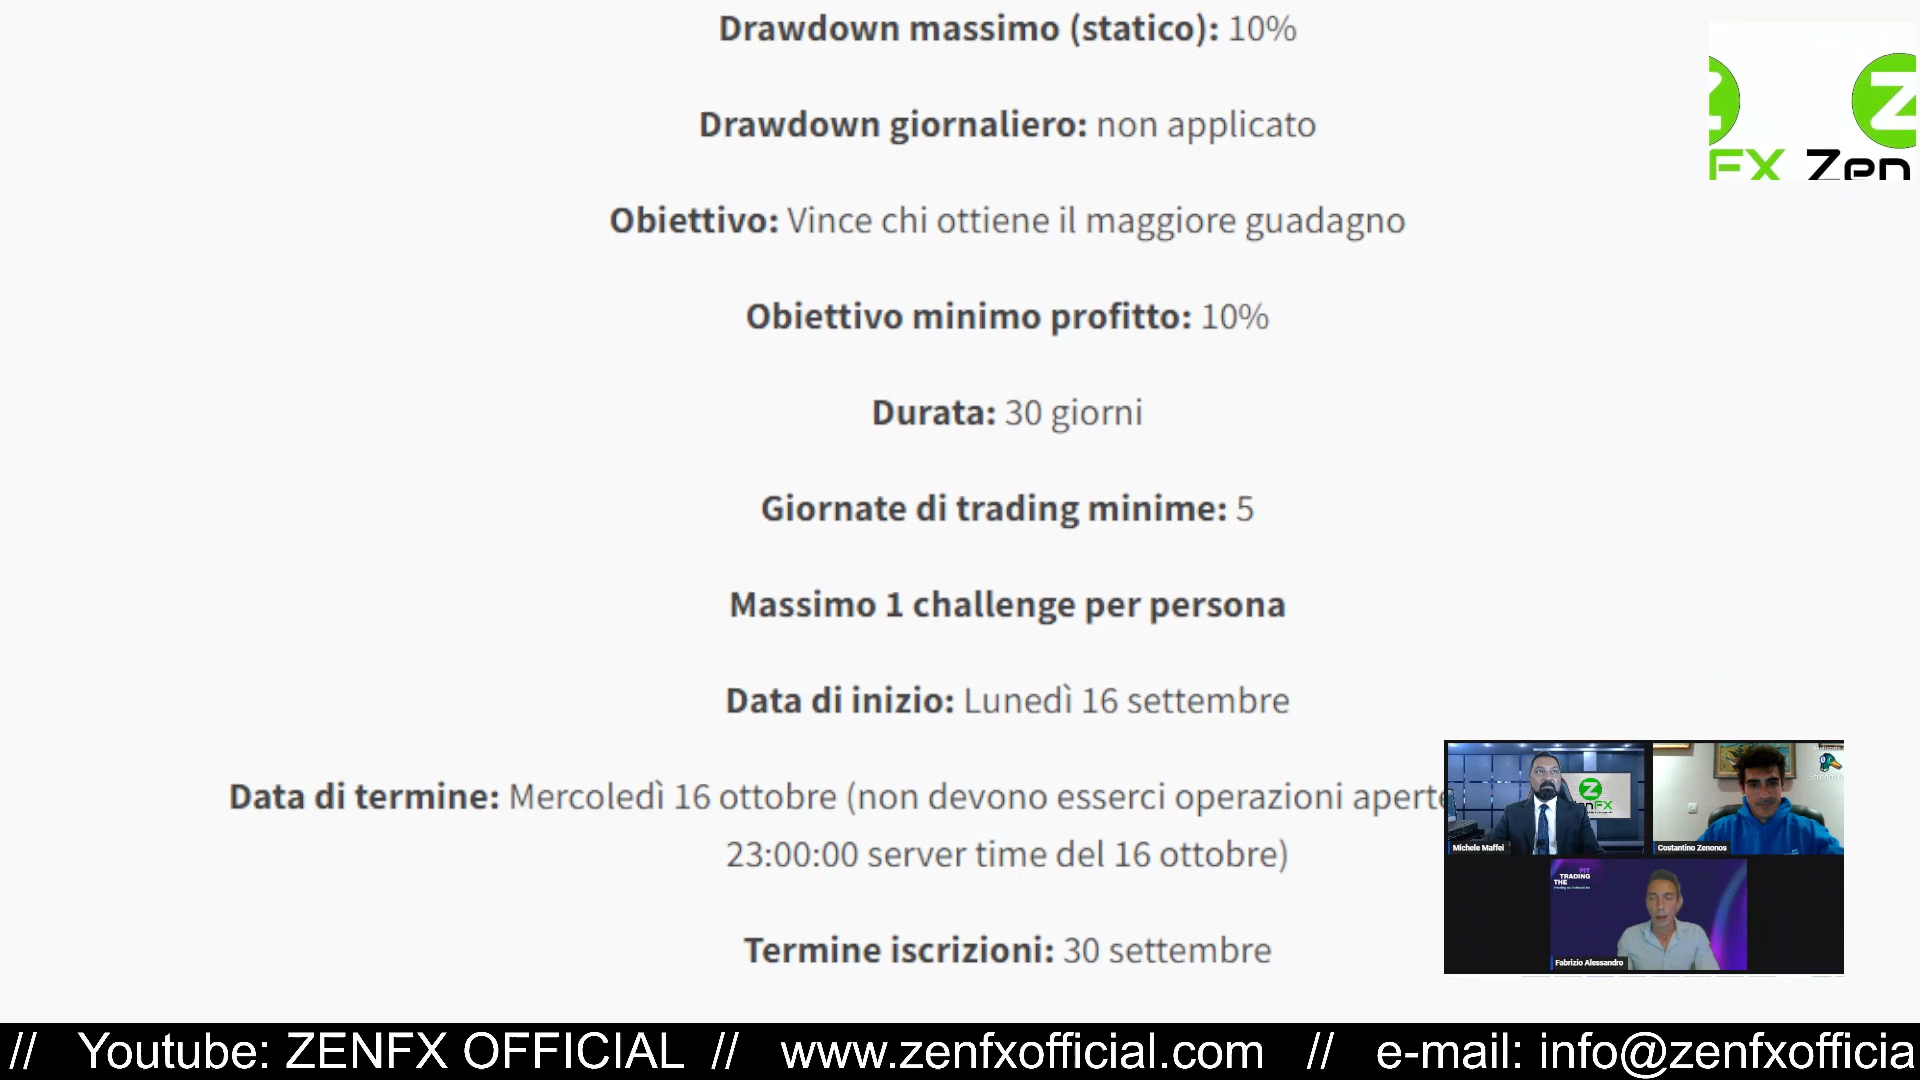 Drawdown massimo (statico): 10%
Drawdown giornaliero: non applicato
FX Zen
Obiettivo: Vince chi ottiene il maggiore guadagno
Obiettivo minimo profitto: 10%
Durata: 30 giorni
Giornate di trading minime: 5
Massimo 1 challenge per persona
Data di inizio: Lunedì 16 settembre
Data di termine: Mercoledì 16 ottobre (non devono esserci operazioni aperte
23:00:00 server time del 16 ottobre)
Termine iscrizioni: 30 settembre
Michele Maffei
Costantino Zenonos
PIT
TRADING
THE
Fabrizio Alessandro
// Youtube: ZENFX OFFICIAL // www.zenfxofficial.com // e-mail: info@zenfxofficia